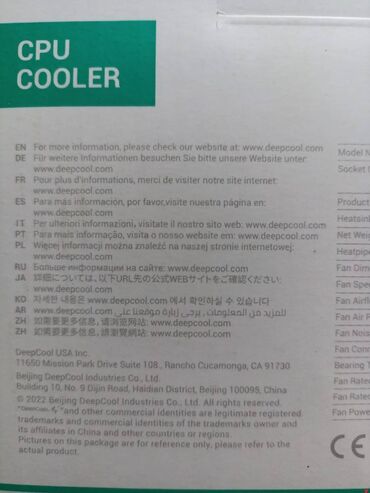 CPU
COOLER
EN For more information, please check our website at: www.deepcool.com
DE Für weitere Informationen besuchen Sie bitte unsere Website unter:
www.deepcool.com
FR Pour plus d'informations, merci de visiter notre site internet:
www.deepcool.com
ES Para más información, por favor,visite nuestra página en:
www.deepcool.com
IT Per ulteriori informazioni, visitate il nostro sito web: www.deepcool.com
PT Para mais informação, visita o nosso website em: www.deepcool.com
PL Więcej informacji można znaleźć na naszej stronie internetowej:
www.deepcool.com
RU Больше информации на сайте: www.deepcool.com
JA 詳細については、以下URL先の公式WEBサイトをご確認ください:
www.deepcool.com
KO 자세한 내용은 www.deepcool.com 에서 확인하실 수 있습니다
AR للمزيد من المعلومات, يرجى زيارة موقعنا على www.deepcool.com
ZH 如需要更多信息, 请浏览网站: www.deepcool.com
ZH 如需要更多信息, 請瀏覽網站: www.deepcool.com
DeepCool USA Inc.
11650 Mission Park Drive Suite 108., Rancho Cucamonga, CA 91730
Beijing DeepCool Industries Co., Ltd.
Building 10, No. 9 Dijin Road, Haidian District, Beijing 100095, China
© 2022 Beijing DeepCool Industries Co., Ltd.
"DeepCool", and other commercial identities are legitimate registered
trademarks and commercial identities of the trademarks owner and
its affiliates in China and other countries or regions.
Pictures on this package are for reference only, please refer to the
actual product.
Model N
Socket
Product
Heatsin
Net Weig
Heatpip
Fan Dim
Fan Spe
Fan Airfl
Fan Air P
Fan Nois
Fan Conn
Bearing T
Fan Rate
Fan Rate
Fan Rate
Fan Powe
CE